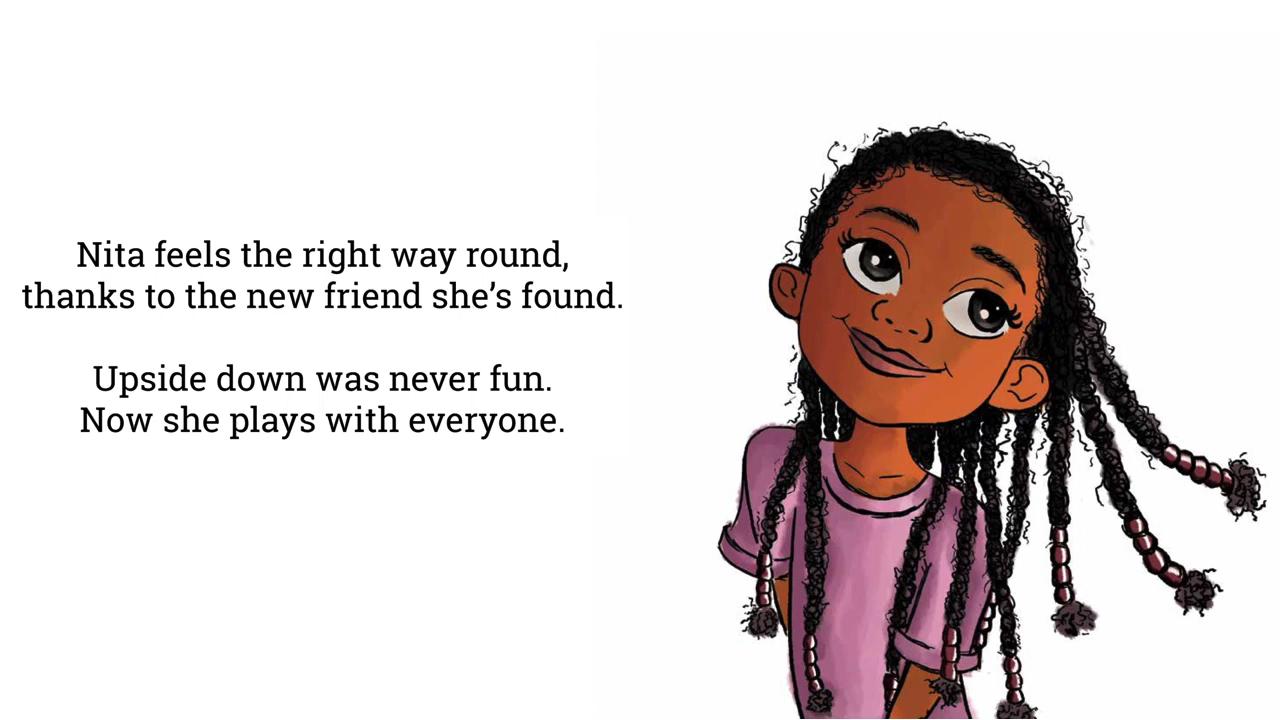 Nita feels the right way round,
thanks to the new friend she’s found.
Upside down was never fun.
Now she plays with everyone.